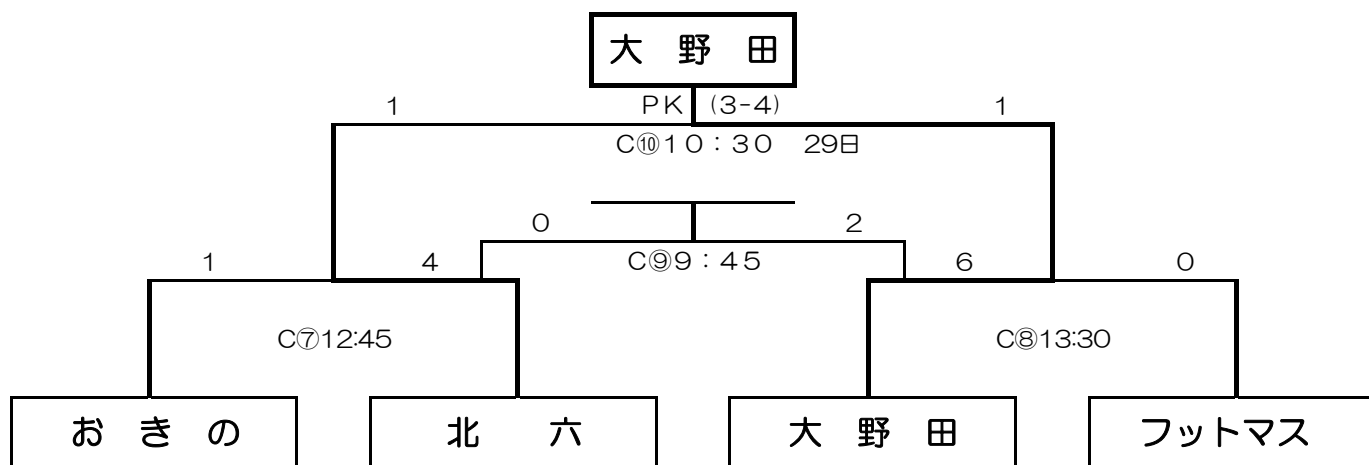 大 野 田
1 PK (3-4) 1
C⑩10：30 29日
0 2
C⑨9：45
1 4 6 0
C⑦12:45 C⑧13:30
お き の 北 六 大 野 田 フットマス